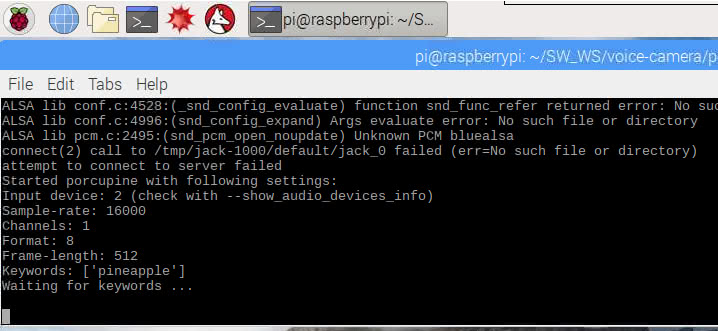 pi@raspberrypi: ~/S...
pi@raspberrypi: ~/SW_WS/voice-camera/p
File Edit Tabs Help
ALSA lib conf.c:4528:(_snd_config_evaluate) function snd_func_refer returned error: No suc
ALSA lib conf.c:4996:(snd_config_expand) Args evaluate error: No such file or directory
ALSA lib pcm.c:2495:(snd_pcm_open_noupdate) Unknown PCM bluealsa
connect(2) call to /tmp/jack-1000/default/jack_0 failed (err=No such file or directory)
attempt to connect to server failed
Started porcupine with following settings:
Input device: 2 (check with --show_audio_devices_info)
Sample-rate: 16000
Channels: 1
Format: 8
Frame-length: 512
Keywords: ['pineapple']
Waiting for keywords ...